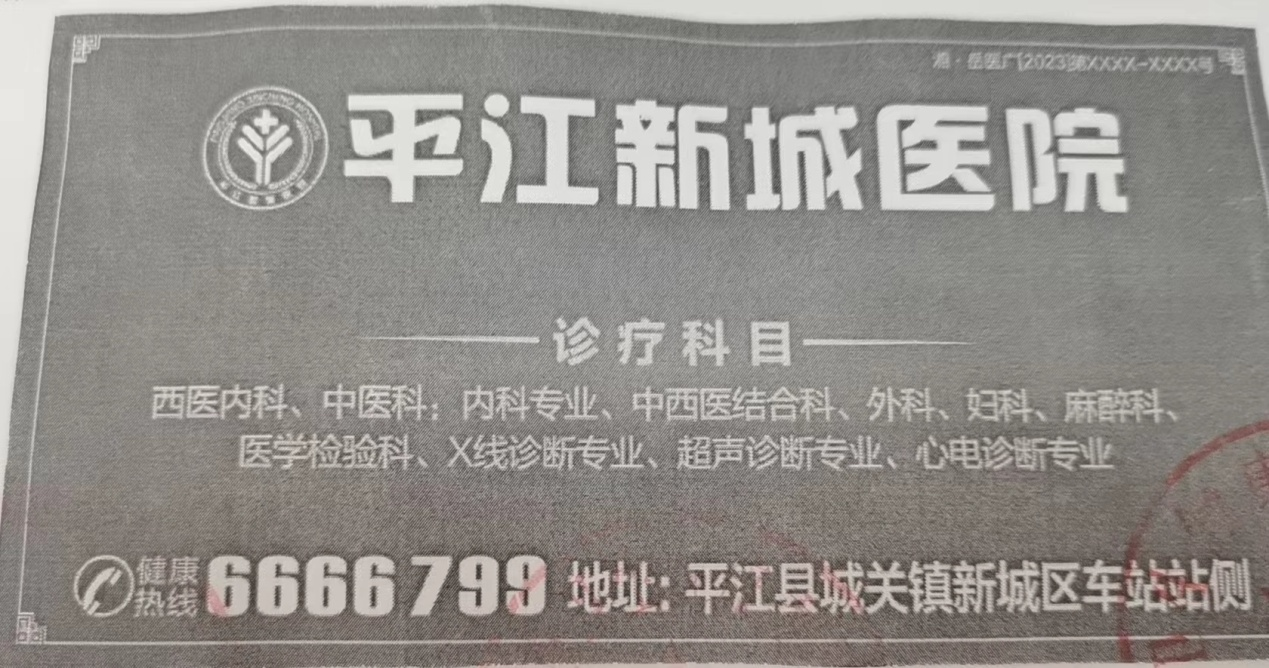 湘·岳医广[2023]第XXXX-XXXX号
平江新城医院
诊疗科目
西医内科、中医科；内科专业、中西医结合科、外科、妇科、麻醉科、
医学检验科、X线诊断专业、超声诊断专业、心电诊断专业
健康热线 6666799 地址：平江县城关镇新城区车站站侧